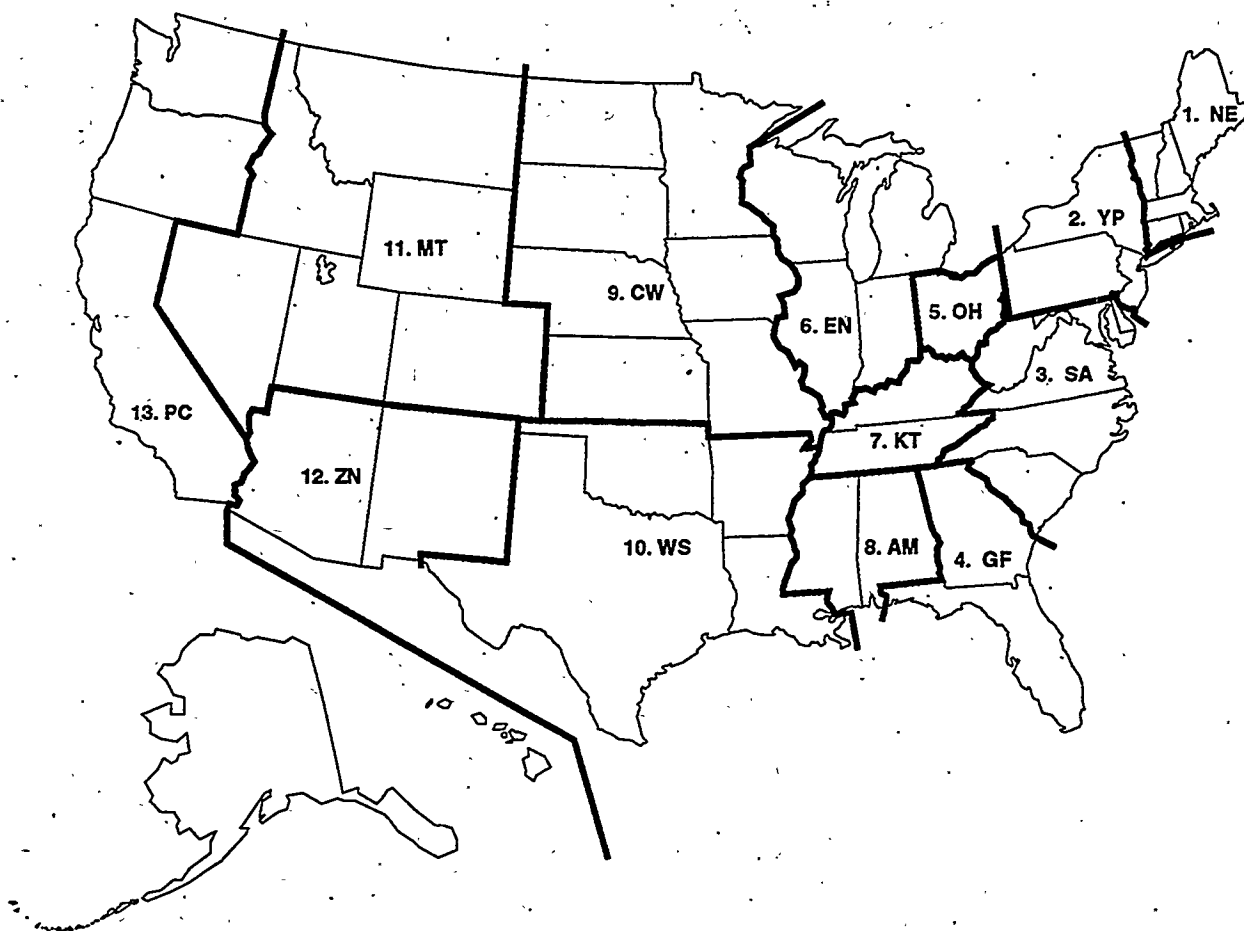 1. NE
2. YP
3. SA
4. GF
5. OH
6. EN
7. KT
8. AM
9. CW
10. WS
11. MT
12. ZN
13. PC